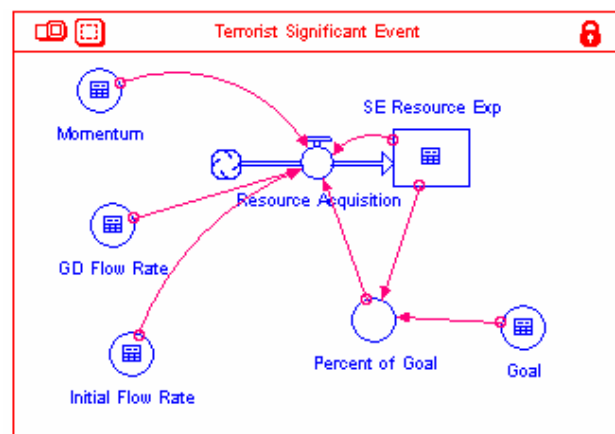 Terrorist Significant Event
SE Resource Exp
Momentum
Resource Acquisition
GD Flow Rate
Percent of Goal
Goal
Initial Flow Rate